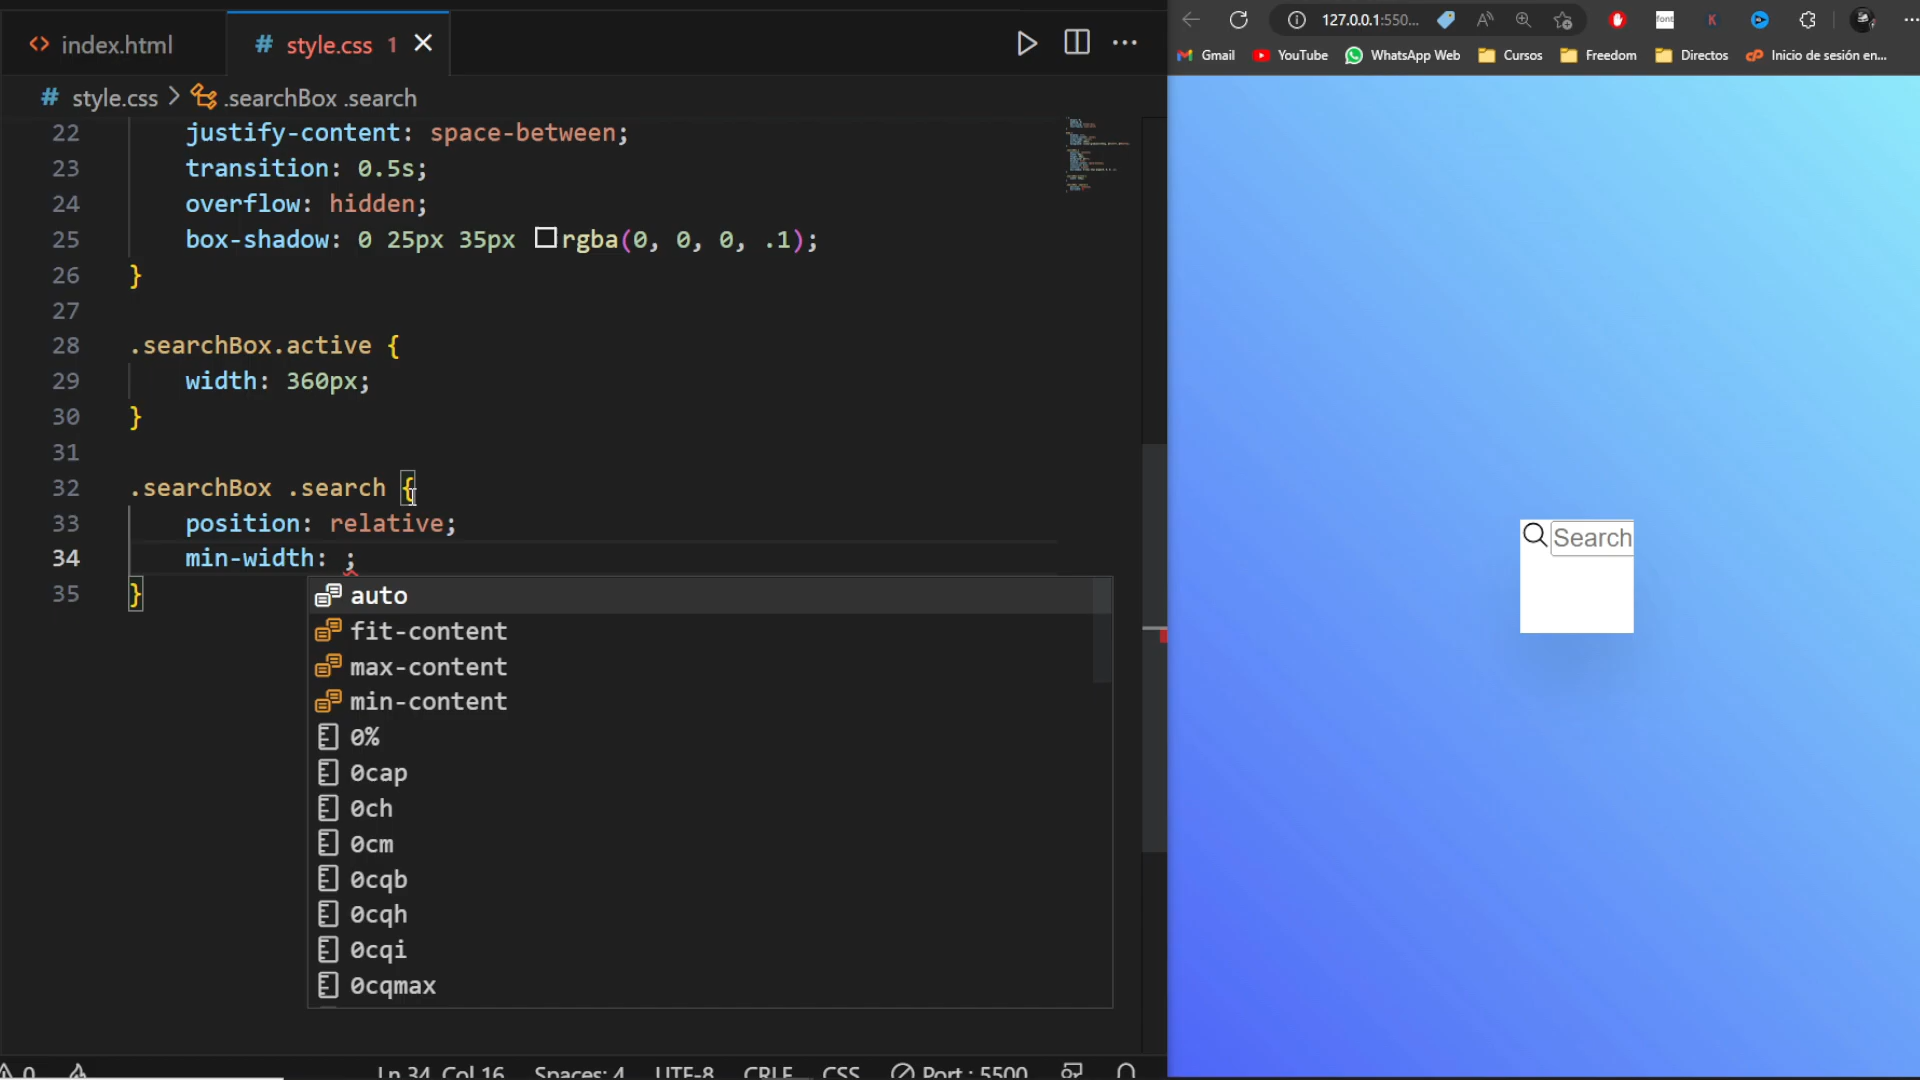 index.html
style.css 1
style.css > .searchBox .search
22 justify-content: space-between;
23 transition: 0.5s;
24 overflow: hidden;
25 box-shadow: 0 25px 35px rgba(0, 0, 0, .1);
26 }
27
28 .searchBox.active {
29 width: 360px;
30 }
31
32 .searchBox .search {
33 position: relative;
34 min-width: ;
35 }
auto
fit-content
max-content
min-content
0%
0cap
0ch
0cm
0cqb
0cqh
0cqi
0cqmax
0 Ln 34, Col 16 Spaces: 4 UTF-8 CRLF CSS Port : 5500
127.0.0.1:550...
Gmail YouTube WhatsApp Web Cursos Freedom Directos Inicio de sesión en...
Search